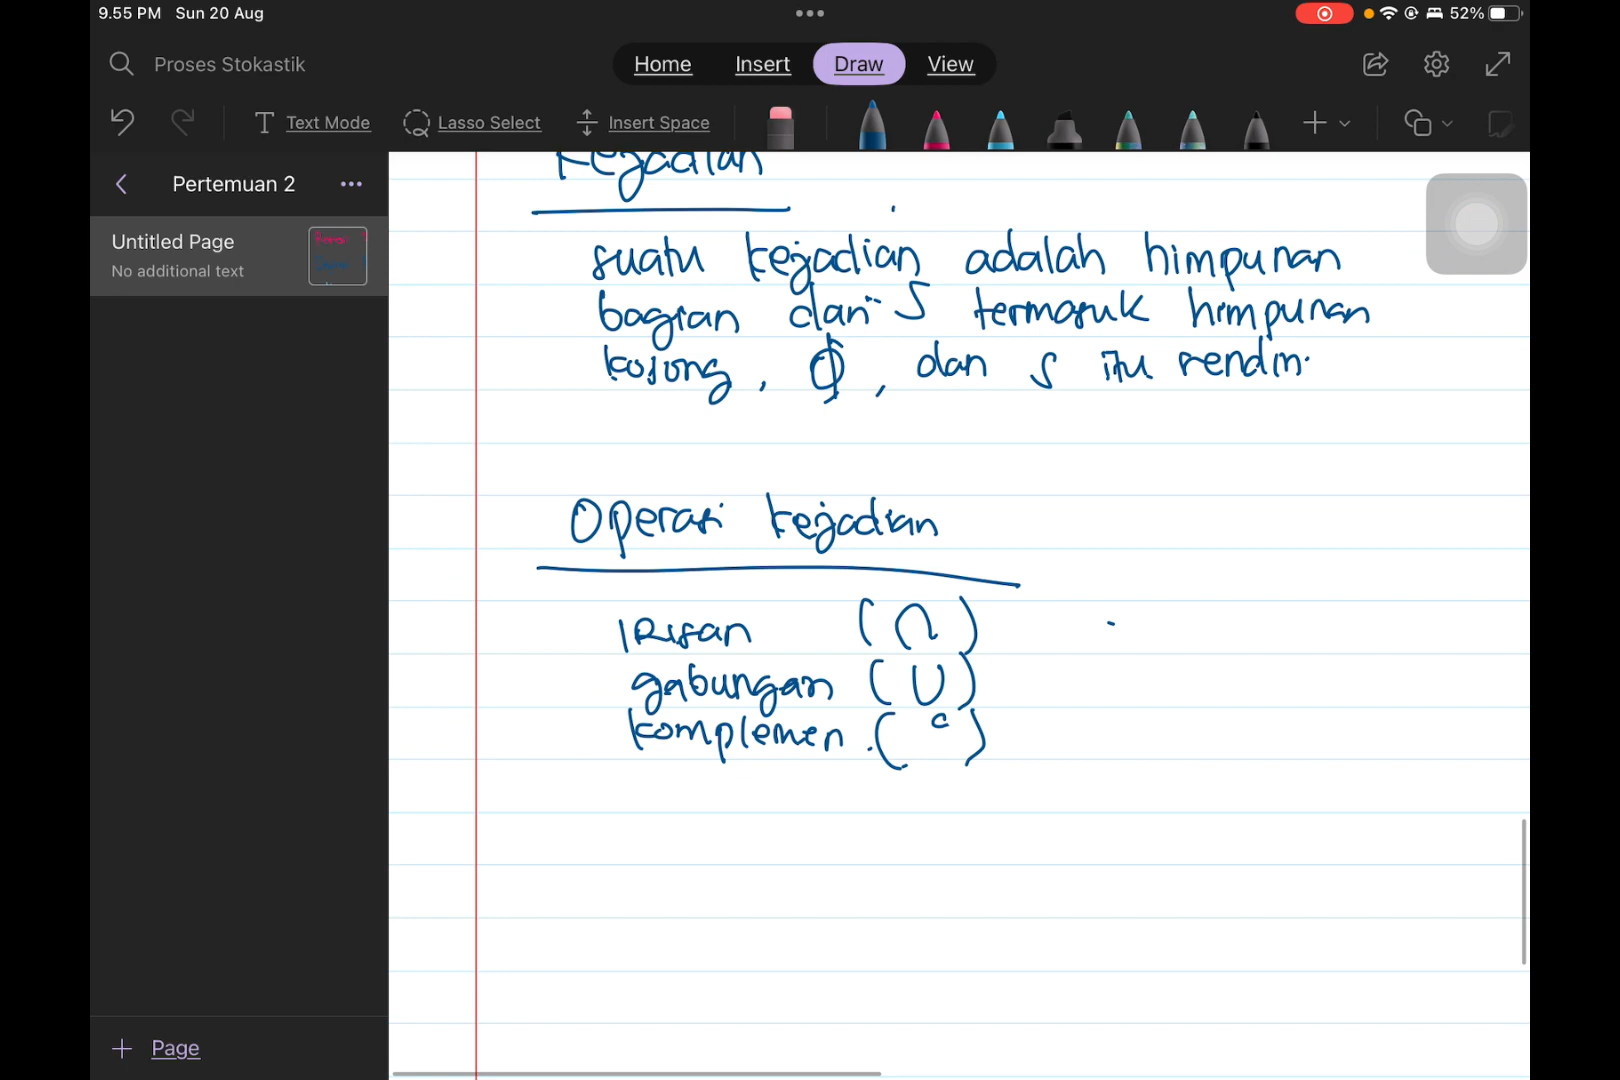 9.55 PM Sun 20 Aug
52%
Proses Stokastik
Home Insert Draw View
Text Mode Lasso Select Insert Space
Pertemuan 2
Untitled Page
No additional text
Kejadian
suatu kejadian adalah himpunan
bagian dari S termasuk himpunan
kosong, ϕ, dan S itu sendiri
Operasi kejadian
Irisan (∩)
gabungan (∪)
komplemen (ᶜ)
+ Page